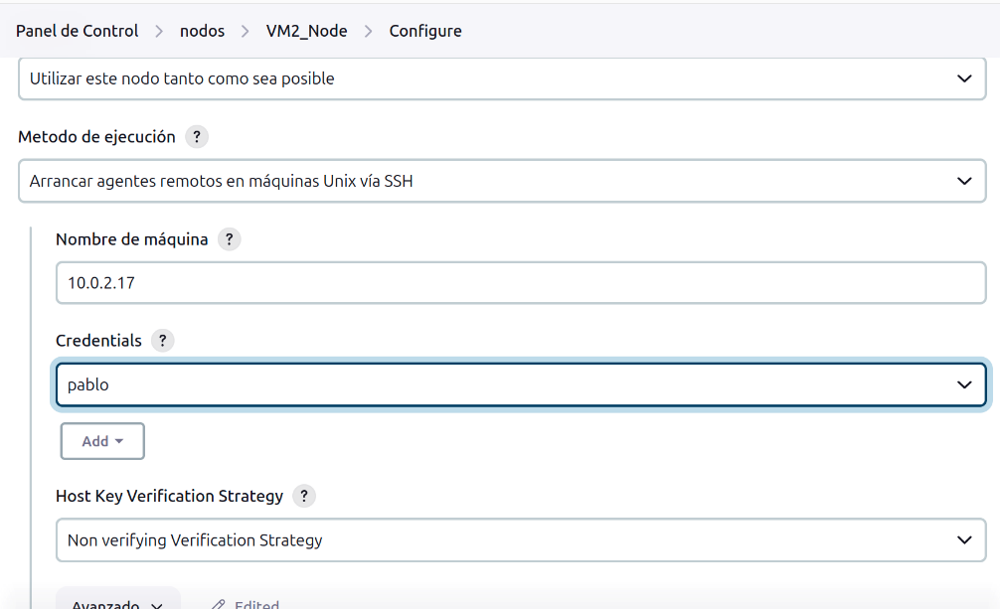 Panel de Control > nodos > VM2_Node > Configure
Utilizar este nodo tanto como sea posible
Metodo de ejecución ?
Arrancar agentes remotos en máquinas Unix vía SSH
Nombre de máquina ?
10.0.2.17
Credentials ?
pablo
Add
Host Key Verification Strategy ?
Non verifying Verification Strategy
Avanzado Edited